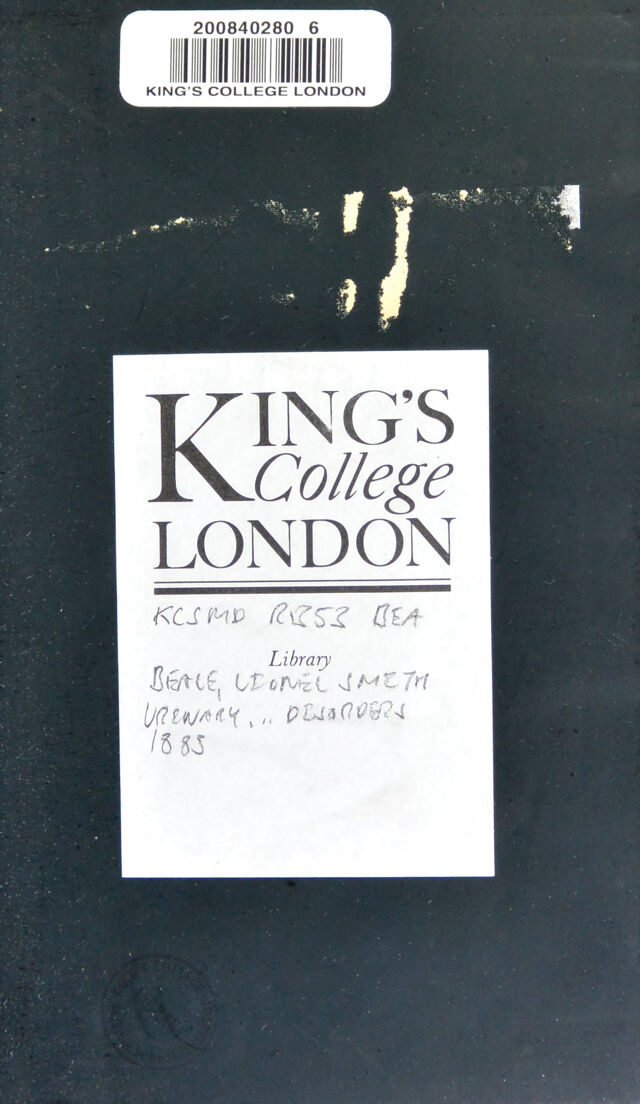 200840280 6
KING'S COLLEGE LONDON
KING'S
College
LONDON
KCSMD RB53 BEA
Library
BEALE, LIONEL SMITH
URINARY, .. DISORDERS
1885